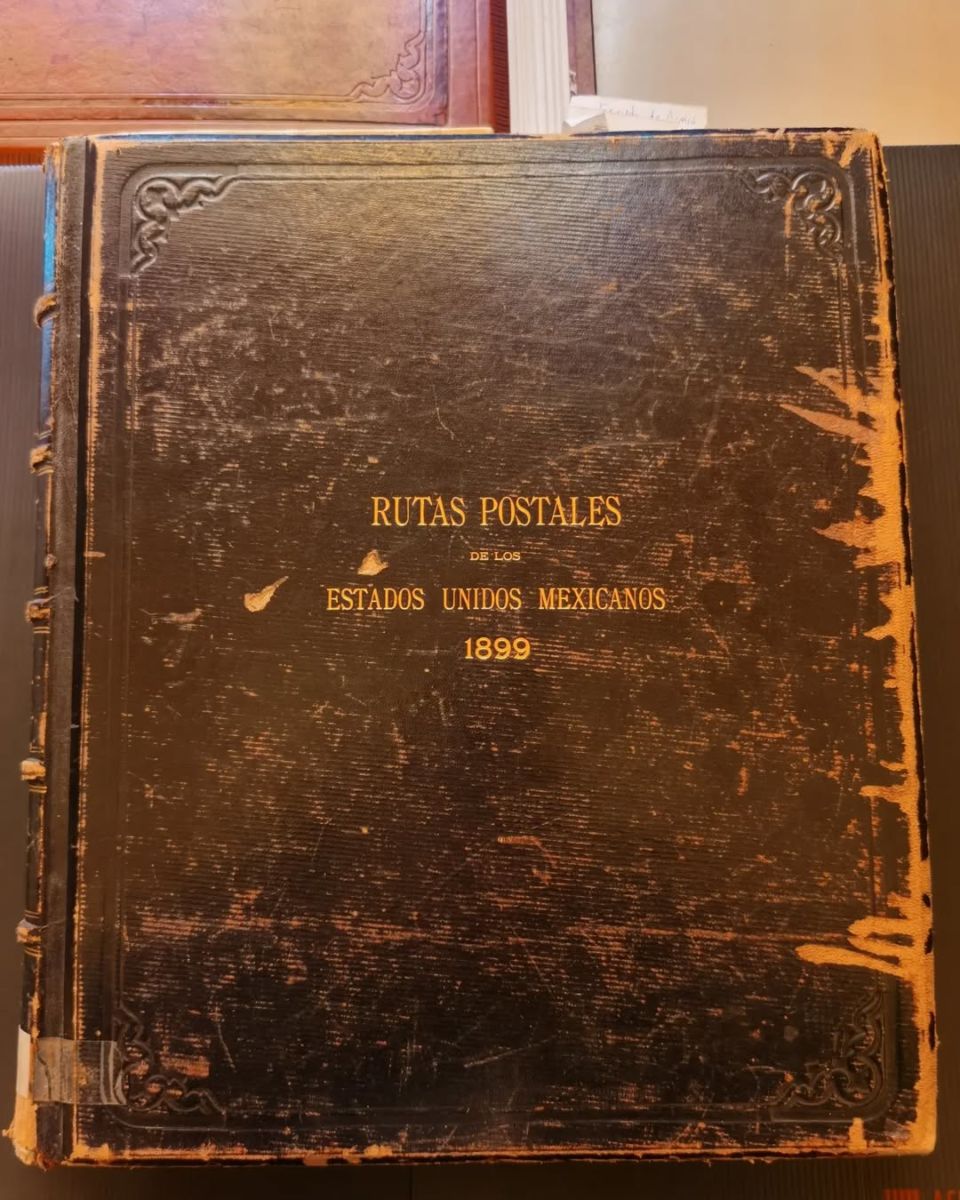 RUTAS POSTALES
DE LOS
ESTADOS UNIDOS MEXICANOS
1899